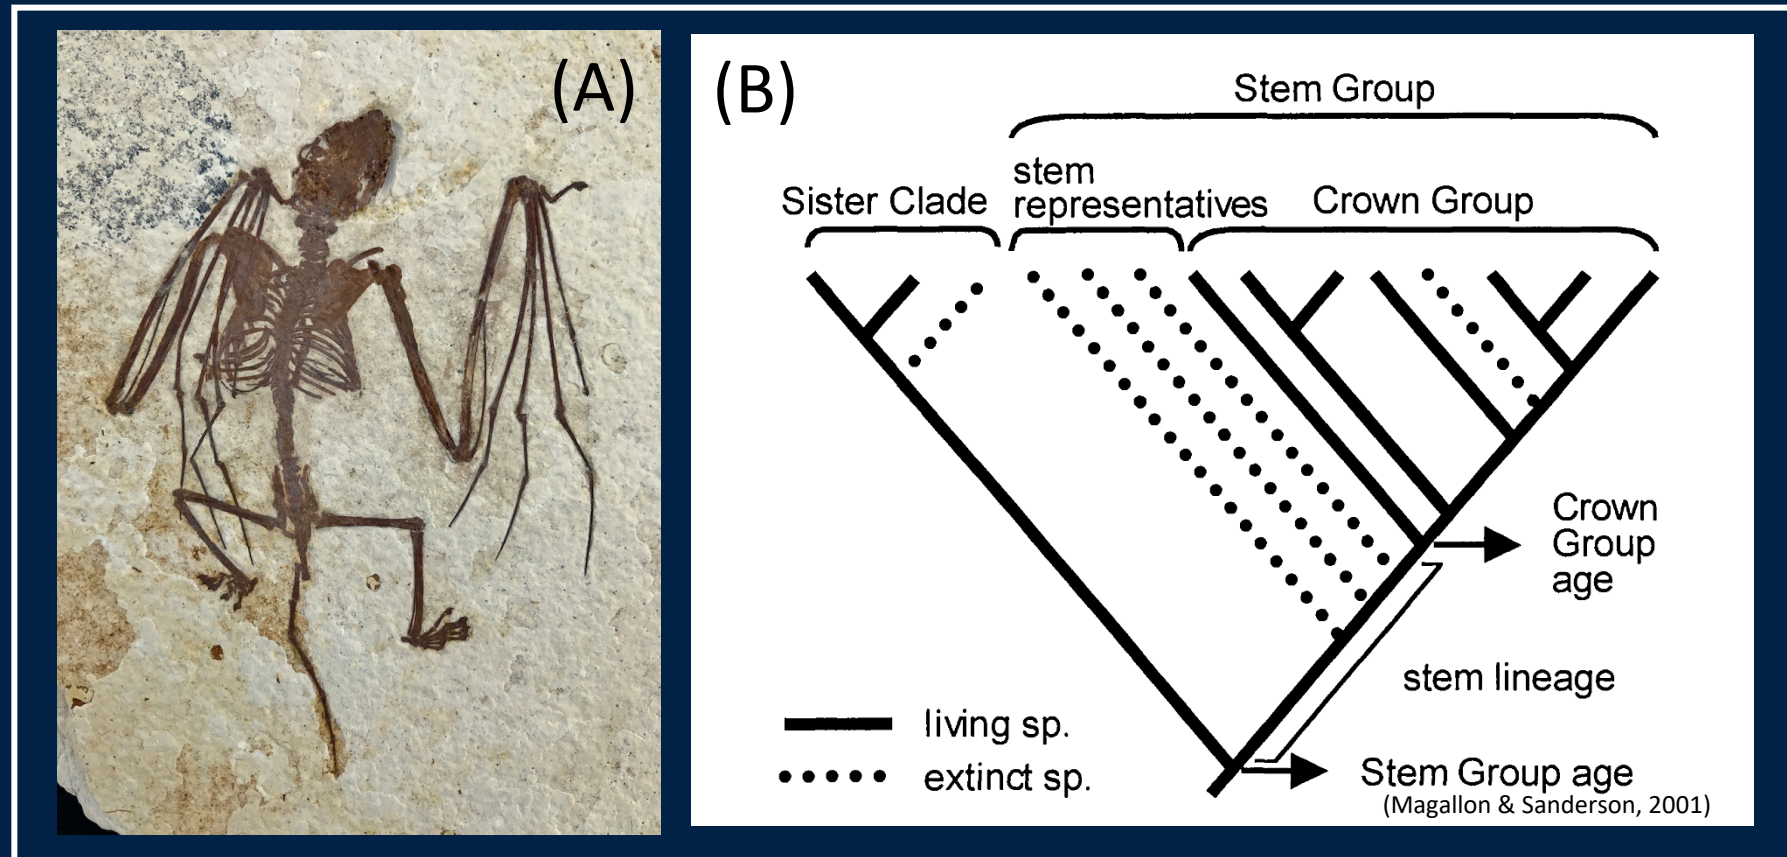 (A)
(B)
Stem Group
stem
representatives
Sister Clade
Crown Group
Crown
Group
age
stem lineage
living sp.
extinct sp.
Stem Group age
(Magallon & Sanderson, 2001)